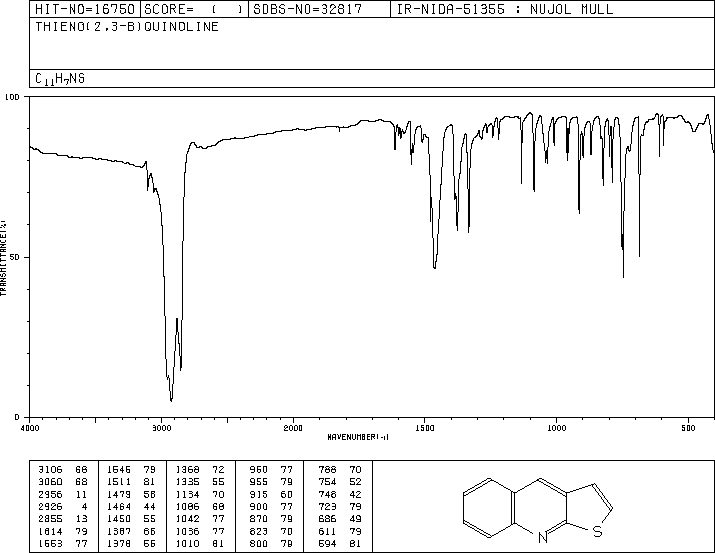 HIT-NO=16750 SCORE= ( ) SDBS-NO=32817 IR-NIDA-51355 : NUJOL MULL
THIENO(2,3-B)QUINOLINE
C11H7NS
100
TRANSMITTANCE(%)
50
0
4000 3000 2000 1500 1000 500
WAVENUMBER(-1)
3106 68 1546 79 1368 72 960 77 788 70
3060 68 1511 81 1335 55 955 79 754 52
2956 11 1479 58 1134 70 915 60 748 42
2926 4 1464 44 1086 68 900 77 723 79
2855 13 1450 55 1042 77 870 79 686 49
1614 79 1387 66 1036 77 823 70 611 79
1553 77 1378 55 1010 81 800 79 594 81
N S